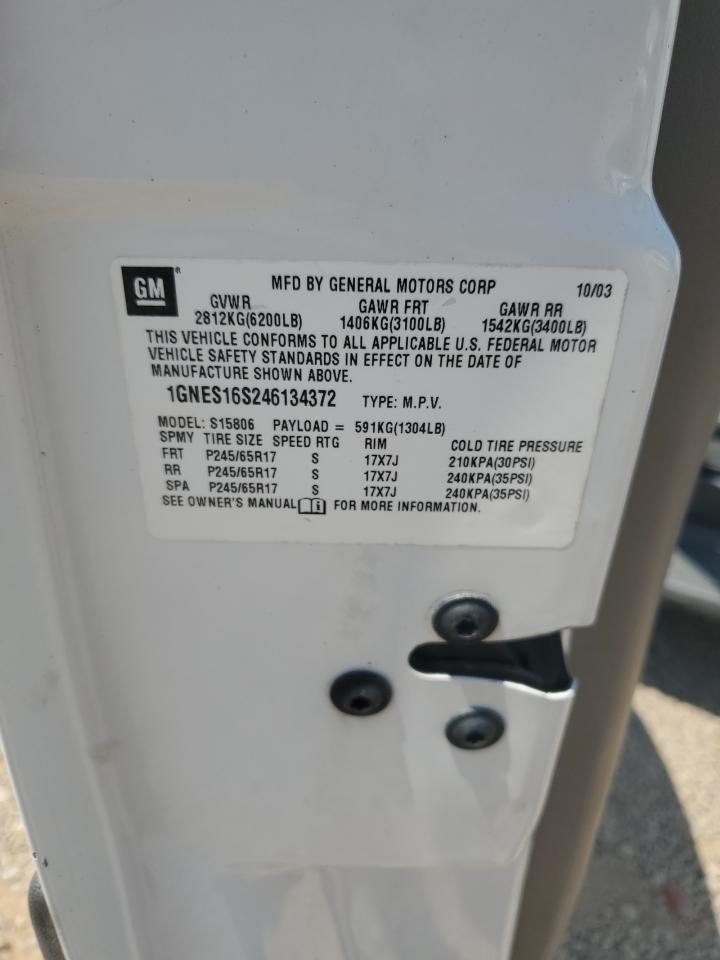 GM ® MFD BY GENERAL MOTORS CORP 10/03
GVWR GAWR FRT GAWR RR
2812KG(6200LB) 1406KG(3100LB) 1542KG(3400LB)
THIS VEHICLE CONFORMS TO ALL APPLICABLE U.S. FEDERAL MOTOR
VEHICLE SAFETY STANDARDS IN EFFECT ON THE DATE OF
MANUFACTURE SHOWN ABOVE.
1GNES16S246134372 TYPE: M.P.V.
MODEL: S15806 PAYLOAD = 591KG(1304LB)
SPMY TIRE SIZE SPEED RTG RIM COLD TIRE PRESSURE
FRT P245/65R17 S 17X7J 210KPA(30PSI)
RR P245/65R17 S 17X7J 240KPA(35PSI)
SPA P245/65R17 S 17X7J 240KPA(35PSI)
SEE OWNER'S MANUAL i FOR MORE INFORMATION.